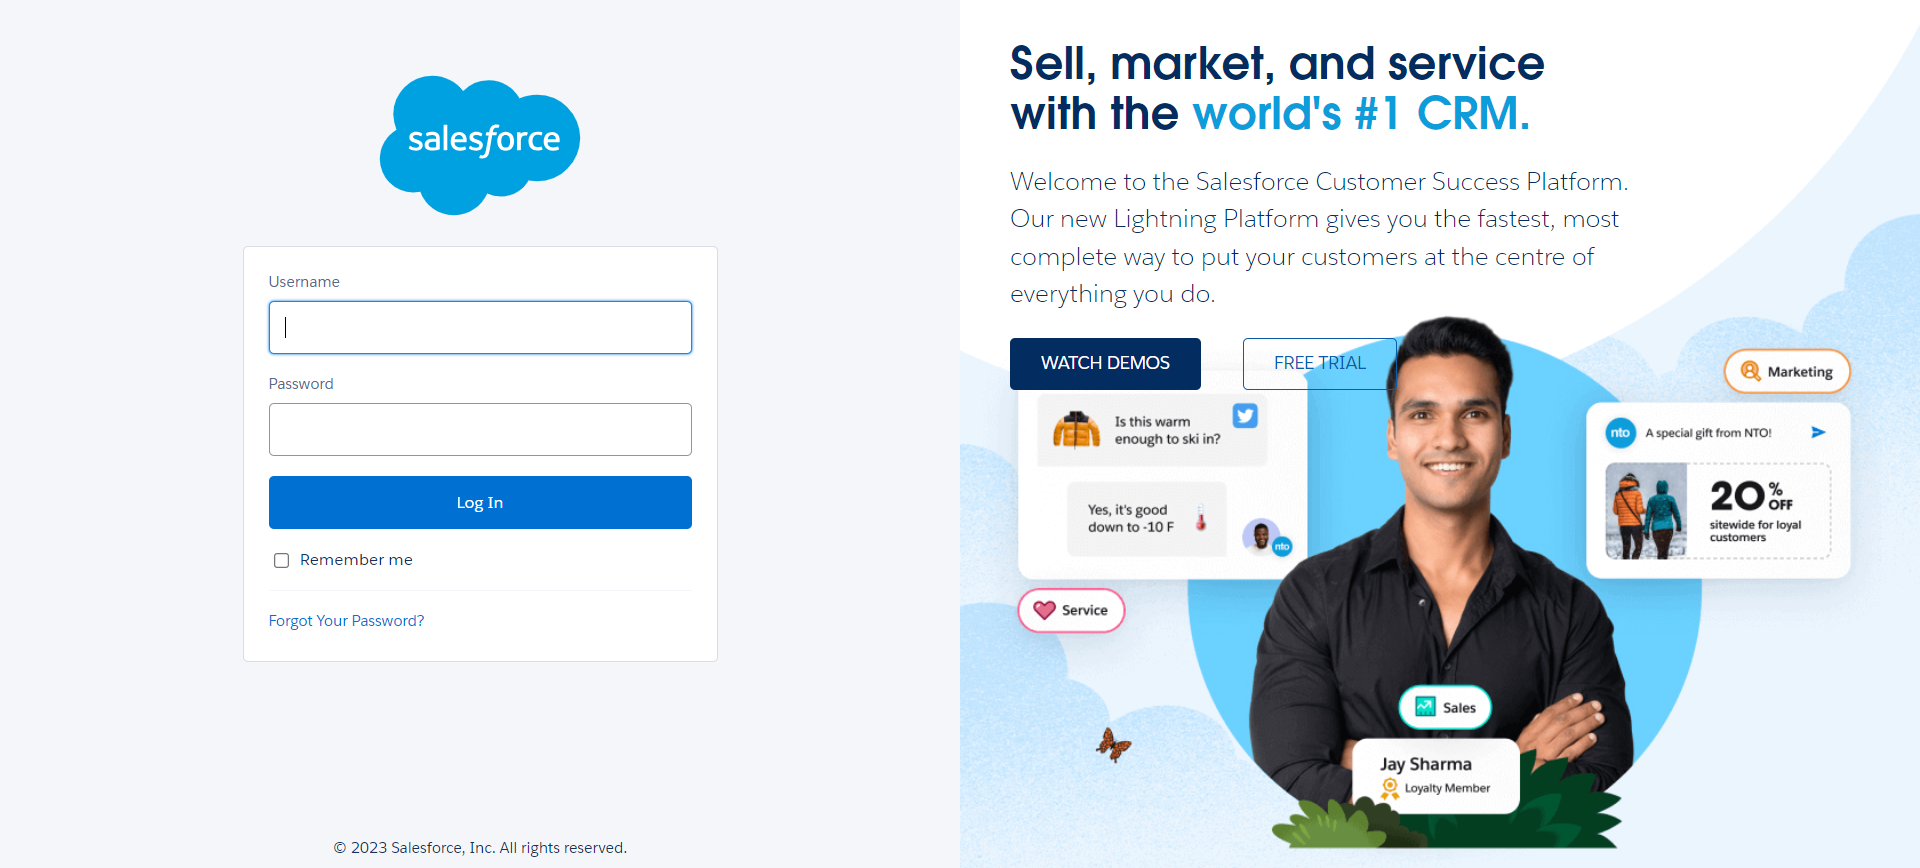 salesforce
Username
Password
Log In
Remember me
Forgot Your Password?
© 2023 Salesforce, Inc. All rights reserved.
Sell, market, and service
with the world's #1 CRM.
Welcome to the Salesforce Customer Success Platform.
Our new Lightning Platform gives you the fastest, most
complete way to put your customers at the centre of
everything you do.
WATCH DEMOS
FREE TRIAL
Is this warm
enough to ski in?
Yes, it's good
down to -10 F
nto
Service
Marketing
nto
A special gift from NTO!
20% OFF
sitewide for loyal
customers
Sales
Jay Sharma
Loyalty Member